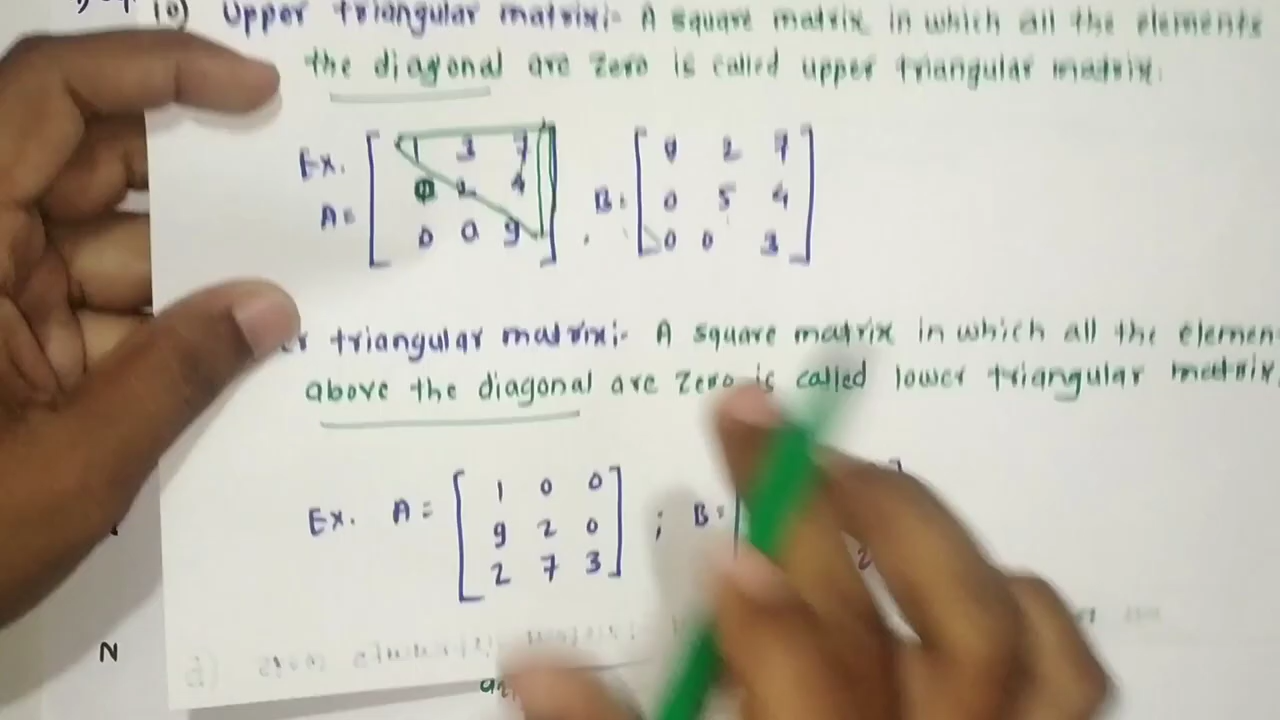 10) Upper triangular matrix:- A square matrix in which all the elements
the diagonal are zero is called upper triangular matrix.
Ex.
A= [ 1 3 7
0 2 4
0 0 9 ] , B= [ 9 2 7
0 5 4
0 0 3 ]
er triangular matrix:- A square matrix in which all the elemen
above the diagonal are zero is called lower triangular matrix.
Ex. A= [ 1 0 0
9 2 0
2 7 3 ] ; B= [
N